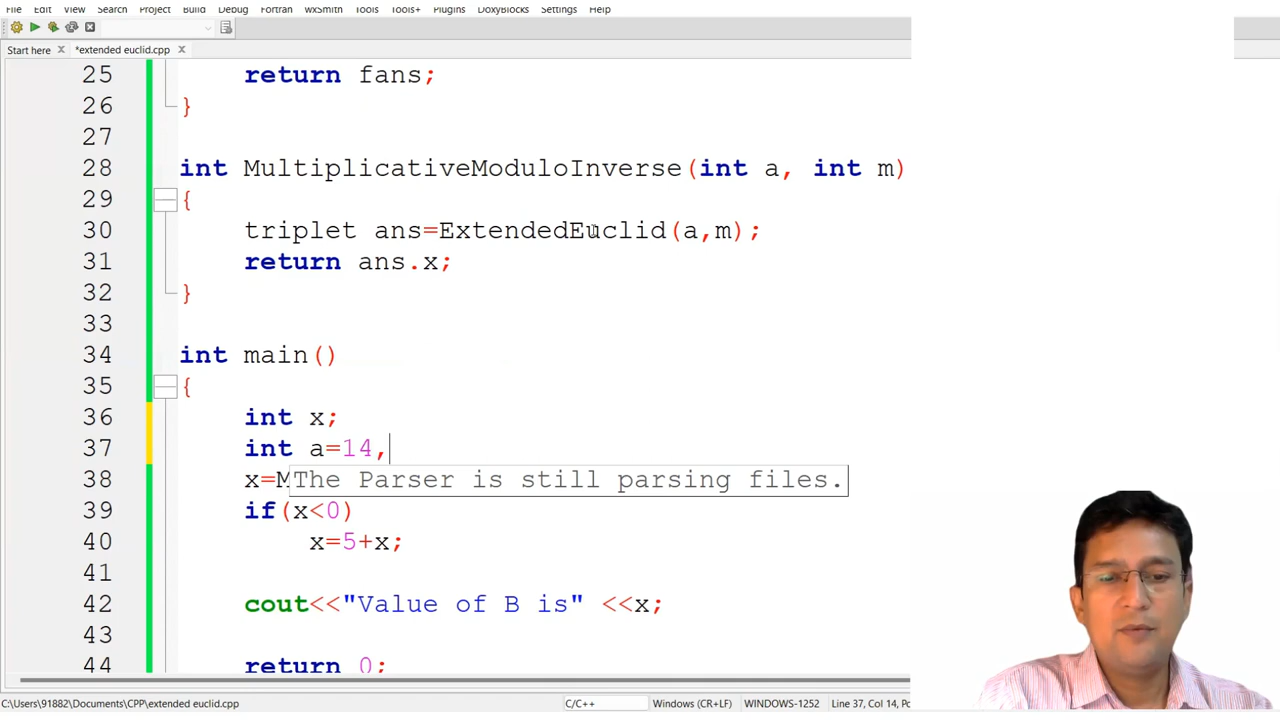 File Edit View Search Project Build Debug Fortran wxSmith Tools Tools+ Plugins DoxyBlocks Settings Help
Start here *extended euclid.cpp
25 return fans;
26 }
27
28 int MultiplicativeModuloInverse(int a, int m)
29 {
30 triplet ans=ExtendedEuclid(a,m);
31 return ans.x;
32 }
33
34 int main()
35 {
36 int x;
37 int a=14,
38 x=M
The Parser is still parsing files.
39 if(x<0)
40 x=5+x;
41
42 cout<<"Value of B is" <<x;
43
44 return 0;
C:\Users\91882\Documents\CPP\extended euclid.cpp C/C++ Windows (CR+LF) WINDOWS-1252 Line 37, Col 14,